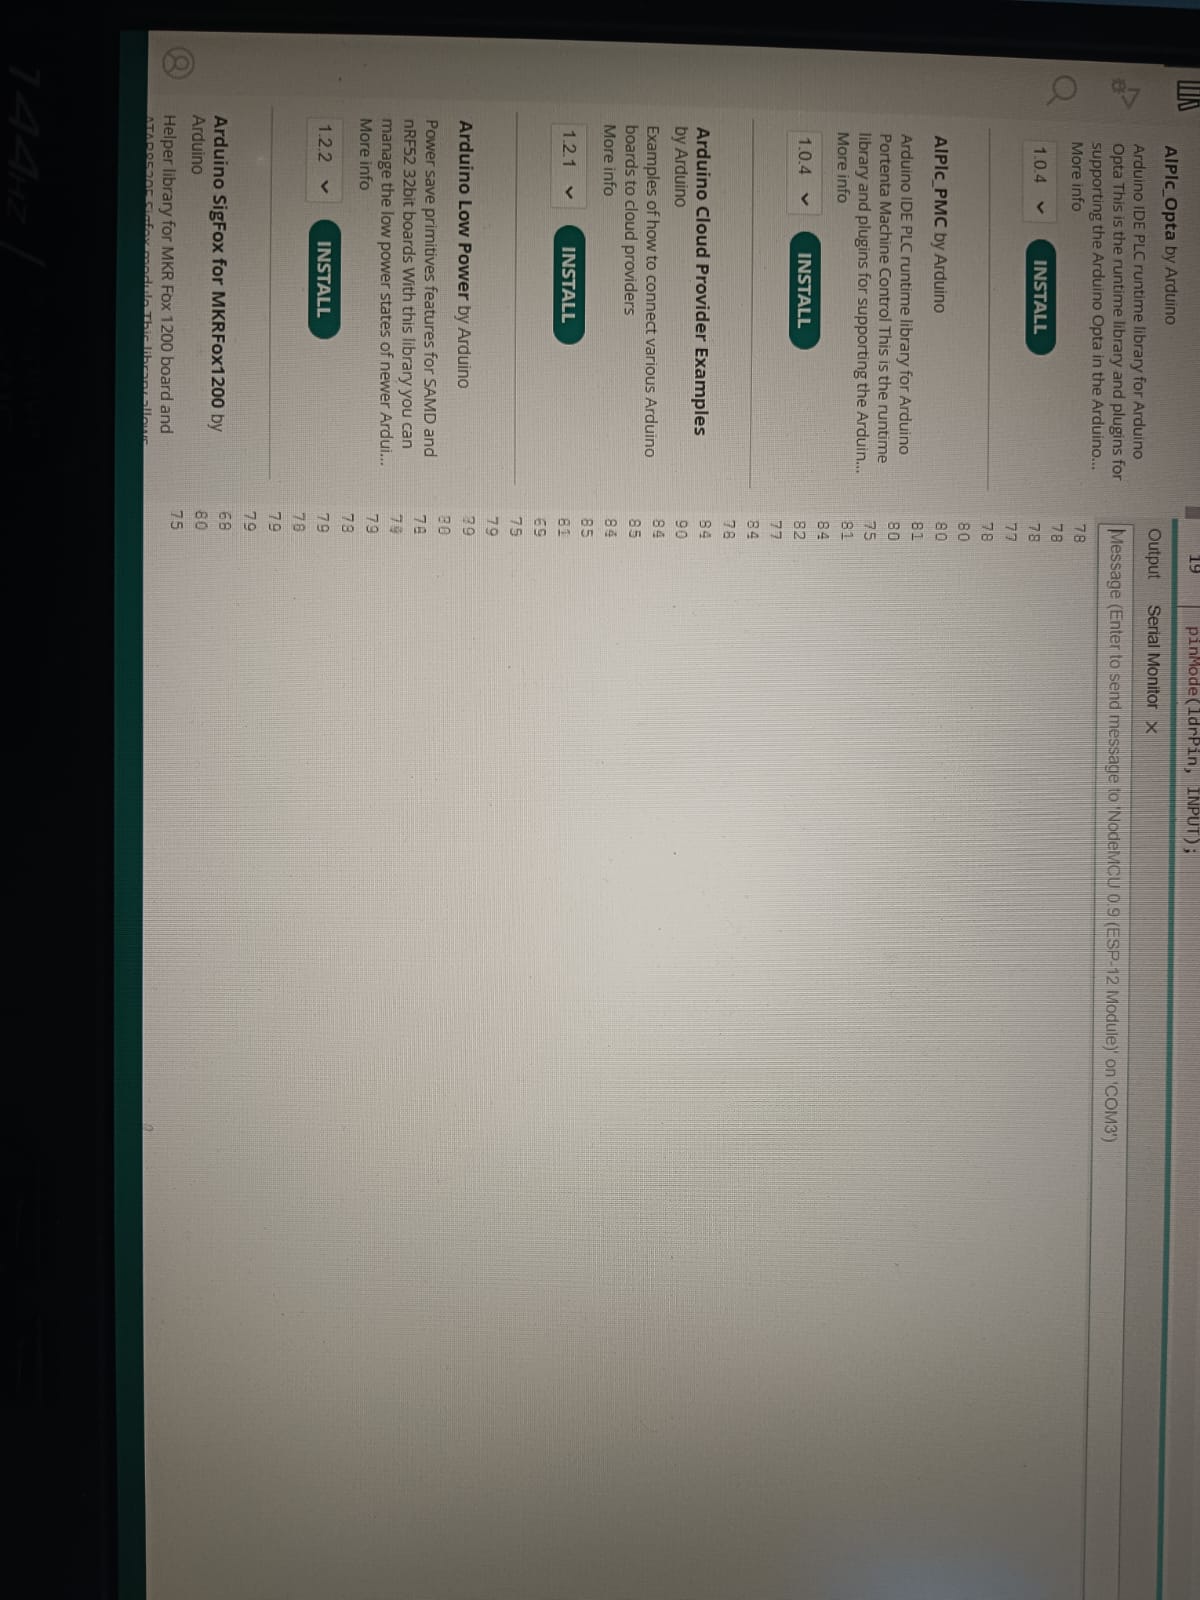 AlPlc_Opta by Arduino
Arduino IDE PLC runtime library for Arduino
Opta This is the runtime library and plugins for
supporting the Arduino Opta in the Arduino...
More info
1.0.4 INSTALL
AlPlc_PMC by Arduino
Arduino IDE PLC runtime library for Arduino
Portenta Machine Control This is the runtime
library and plugins for supporting the Arduin...
More info
1.0.4 INSTALL
Arduino Cloud Provider Examples
by Arduino
Examples of how to connect various Arduino
boards to cloud providers
More info
1.2.1 INSTALL
Arduino Low Power by Arduino
Power save primitives features for SAMD and
nRF52 32bit boards With this library you can
manage the low power states of newer Ardui...
More info
1.2.2 INSTALL
Arduino SigFox for MKRFox1200 by
Arduino
Helper library for MKR Fox 1200 board and
Sigfox module This library allows
19 pinMode(ldrPin, INPUT);
Output Serial Monitor
Message (Enter to send message to 'NodeMCU 0.9 (ESP-12 Module)' on 'COM3')
78
78
78
77
78
80
80
81
80
75
81
84
82
77
84
78
84
90
84
85
84
85
81
69
75
79
79
80
78
79
78
79
78
79
79
68
80
75
144HZ